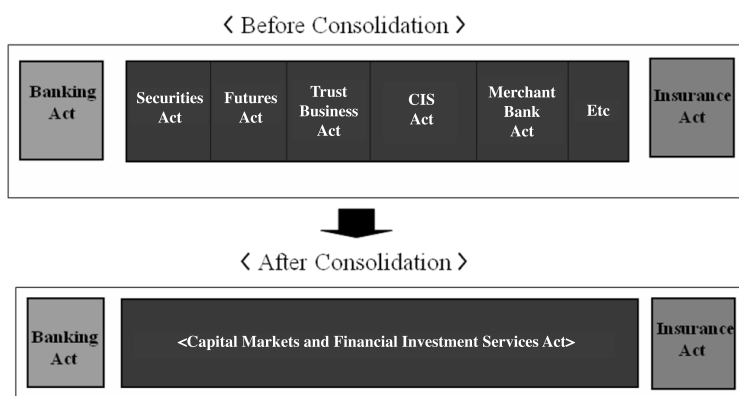 < Before Consolidation >
Banking
Act
Securities
Act
Futures
Act
Trust
Business
Act
CIS
Act
Merchant
Bank
Act
Etc
Insurance
Act
< After Consolidation >
Banking
Act
<Capital Markets and Financial Investment Services Act>
Insurance
Act